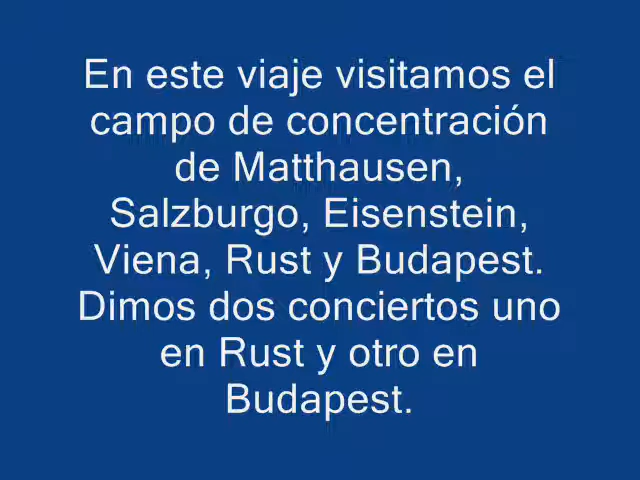 En este viaje visitamos el
campo de concentración
de Matthausen,
Salzburgo, Eisenstein,
Viena, Rust y Budapest.
Dimos dos conciertos uno
en Rust y otro en
Budapest.